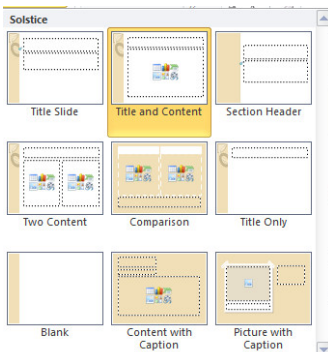 Solstice
Title Slide
Title and Content
Section Header
Two Content
Comparison
Title Only
Blank
Content with
Caption
Picture with
Caption